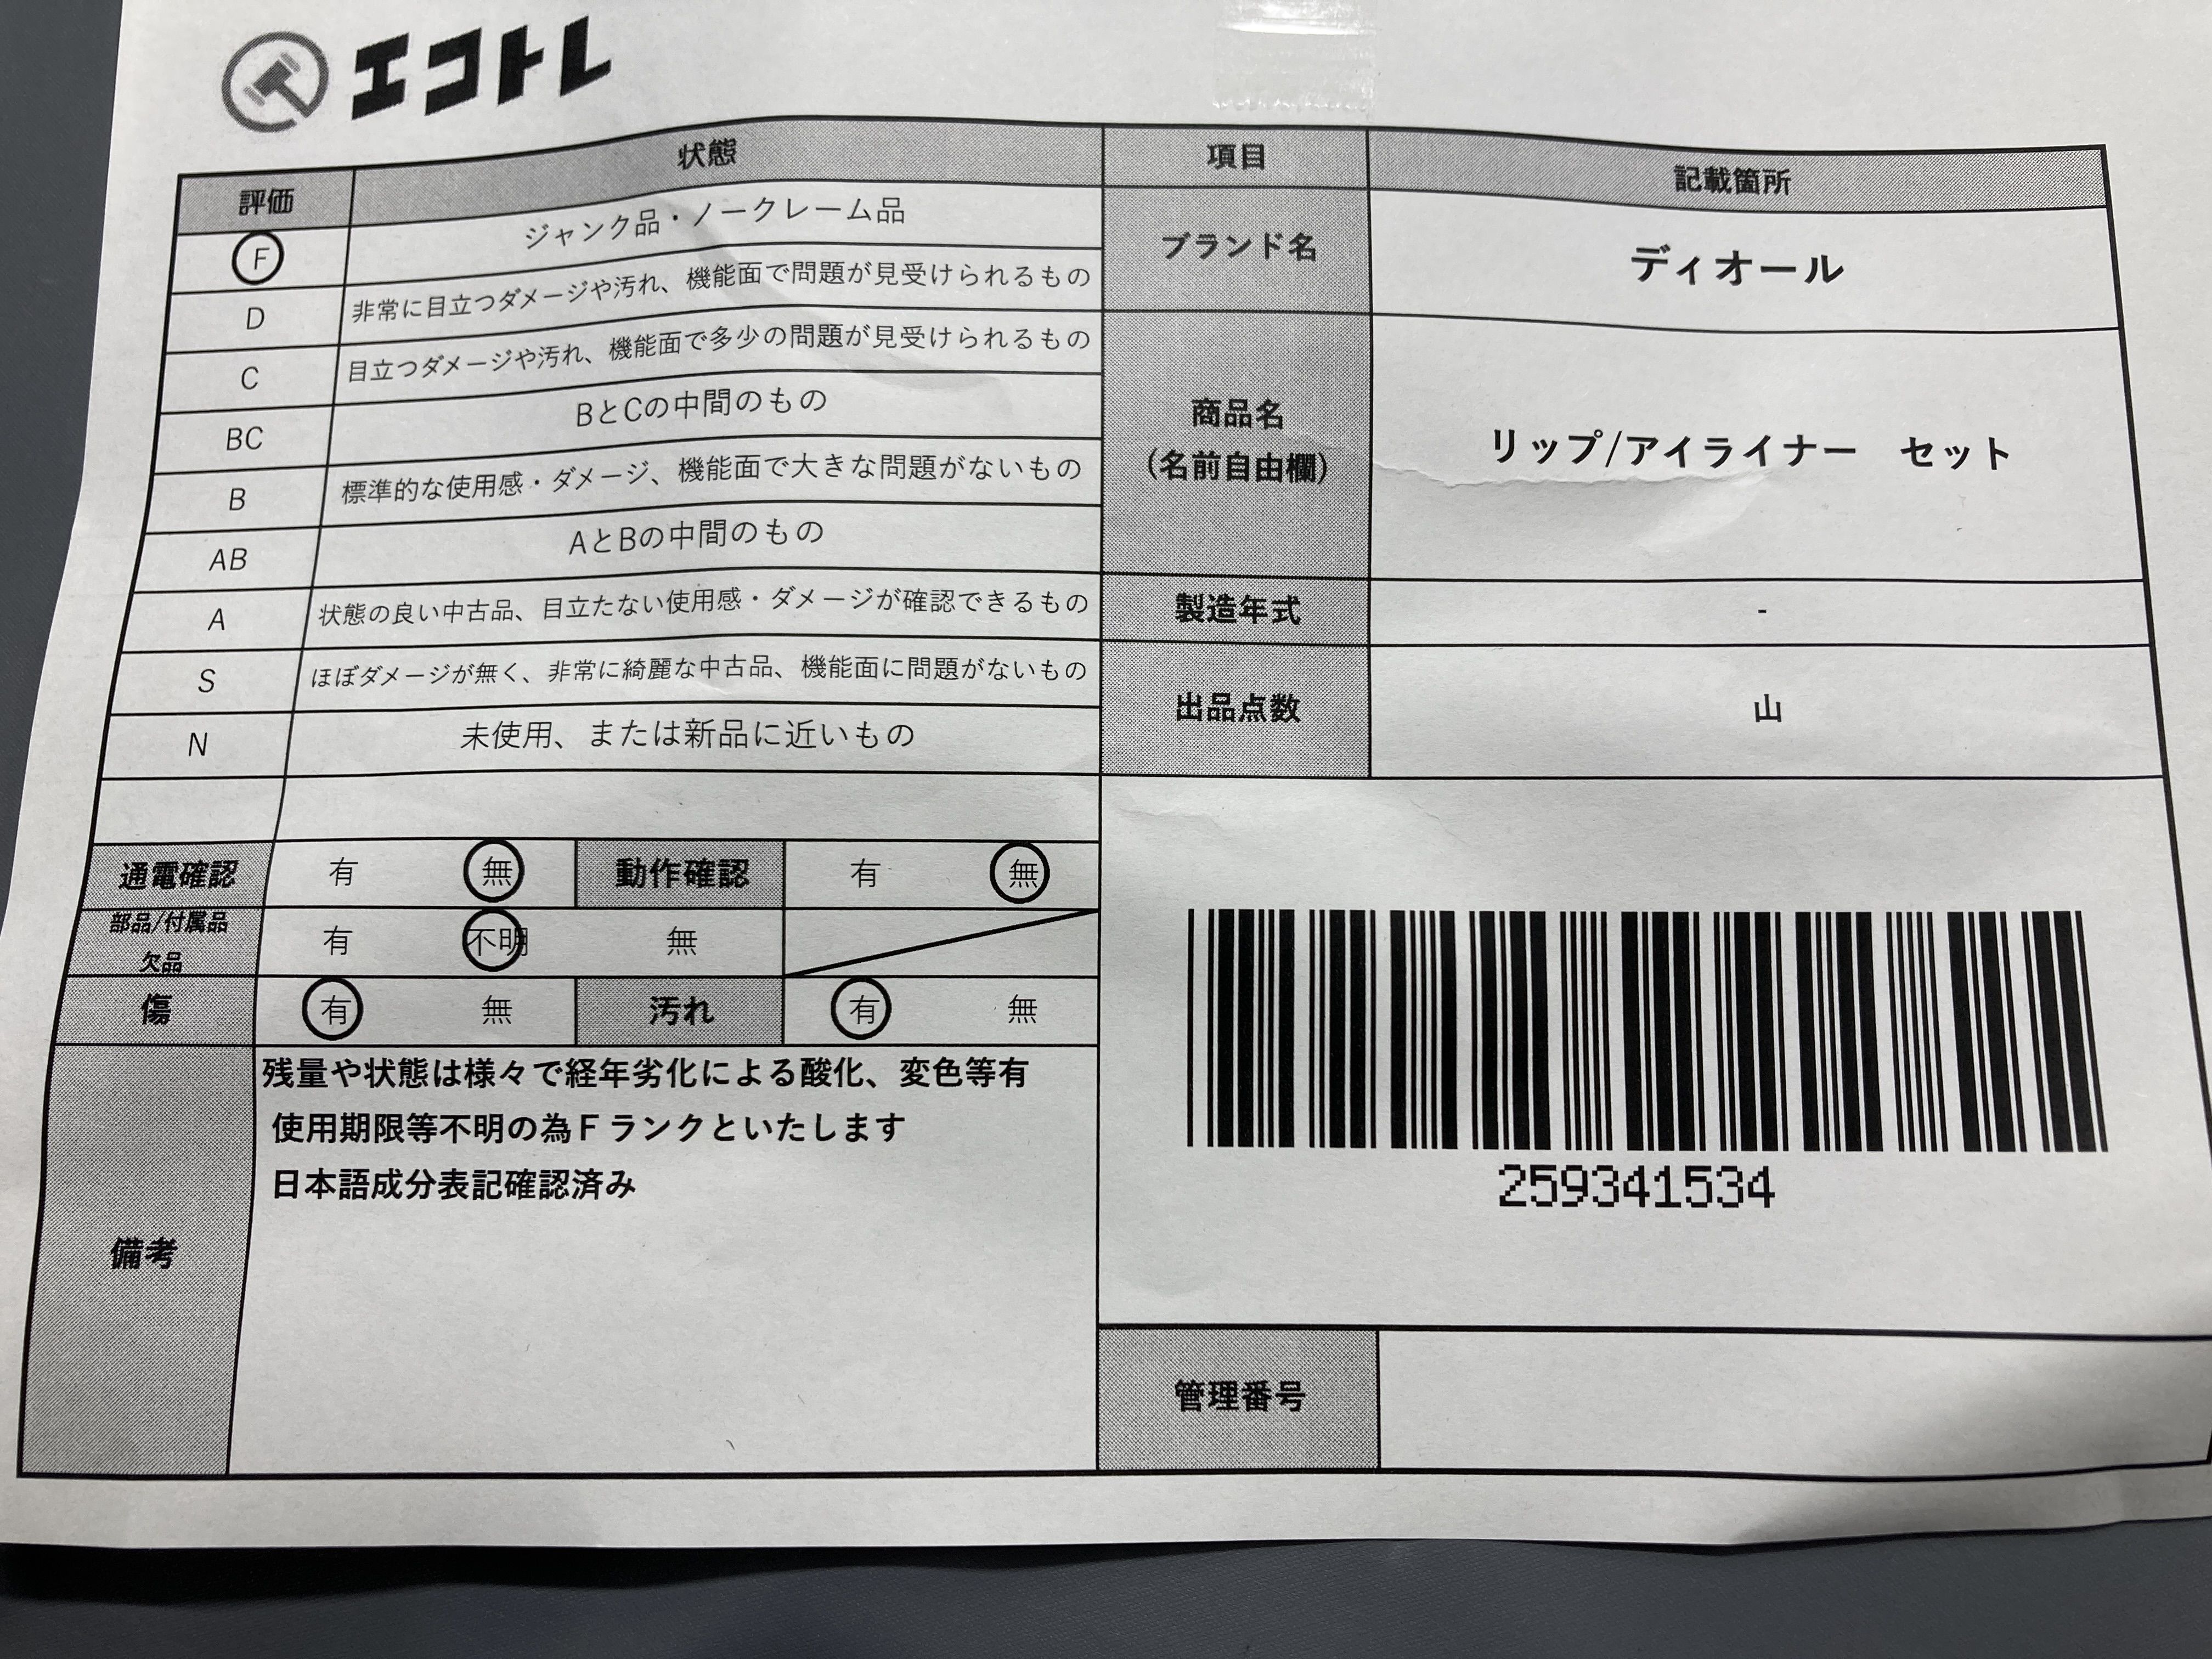 エコトレ
評価 状態 項目 記載箇所
F ジャンク品・ノークレーム品
D 非常に目立つダメージや汚れ、機能面で問題が見受けられるもの
C 目立つダメージや汚れ、機能面で多少の問題が見受けられるもの
BC BとCの中間のもの
B 標準的な使用感・ダメージ、機能面で大きな問題がないもの
AB AとBの中間のもの
A 状態の良い中古品、目立たない使用感・ダメージが確認できるもの
S ほぼダメージが無く、非常に綺麗な中古品、機能面に問題がないもの
N 未使用、または新品に近いもの
ブランド名 ディオール
商品名
(名前自由欄)
リップ/アイライナー セット
製造年式 -
出品点数 山
通電確認 有 無 動作確認 有 無
部品/付属品
欠品
有 不明 無
傷 有 無 汚れ 有 無
備考
残量や状態は様々で経年劣化による酸化、変色等有
使用期限等不明の為Fランクといたします
日本語成分表記確認済み
259341534
管理番号